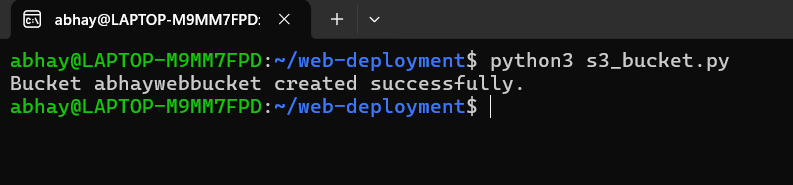 abhay@LAPTOP-M9MM7FPD:
abhay@LAPTOP-M9MM7FPD:~/web-deployment$ python3 s3_bucket.py
Bucket abhaywebbucket created successfully.
abhay@LAPTOP-M9MM7FPD:~/web-deployment$